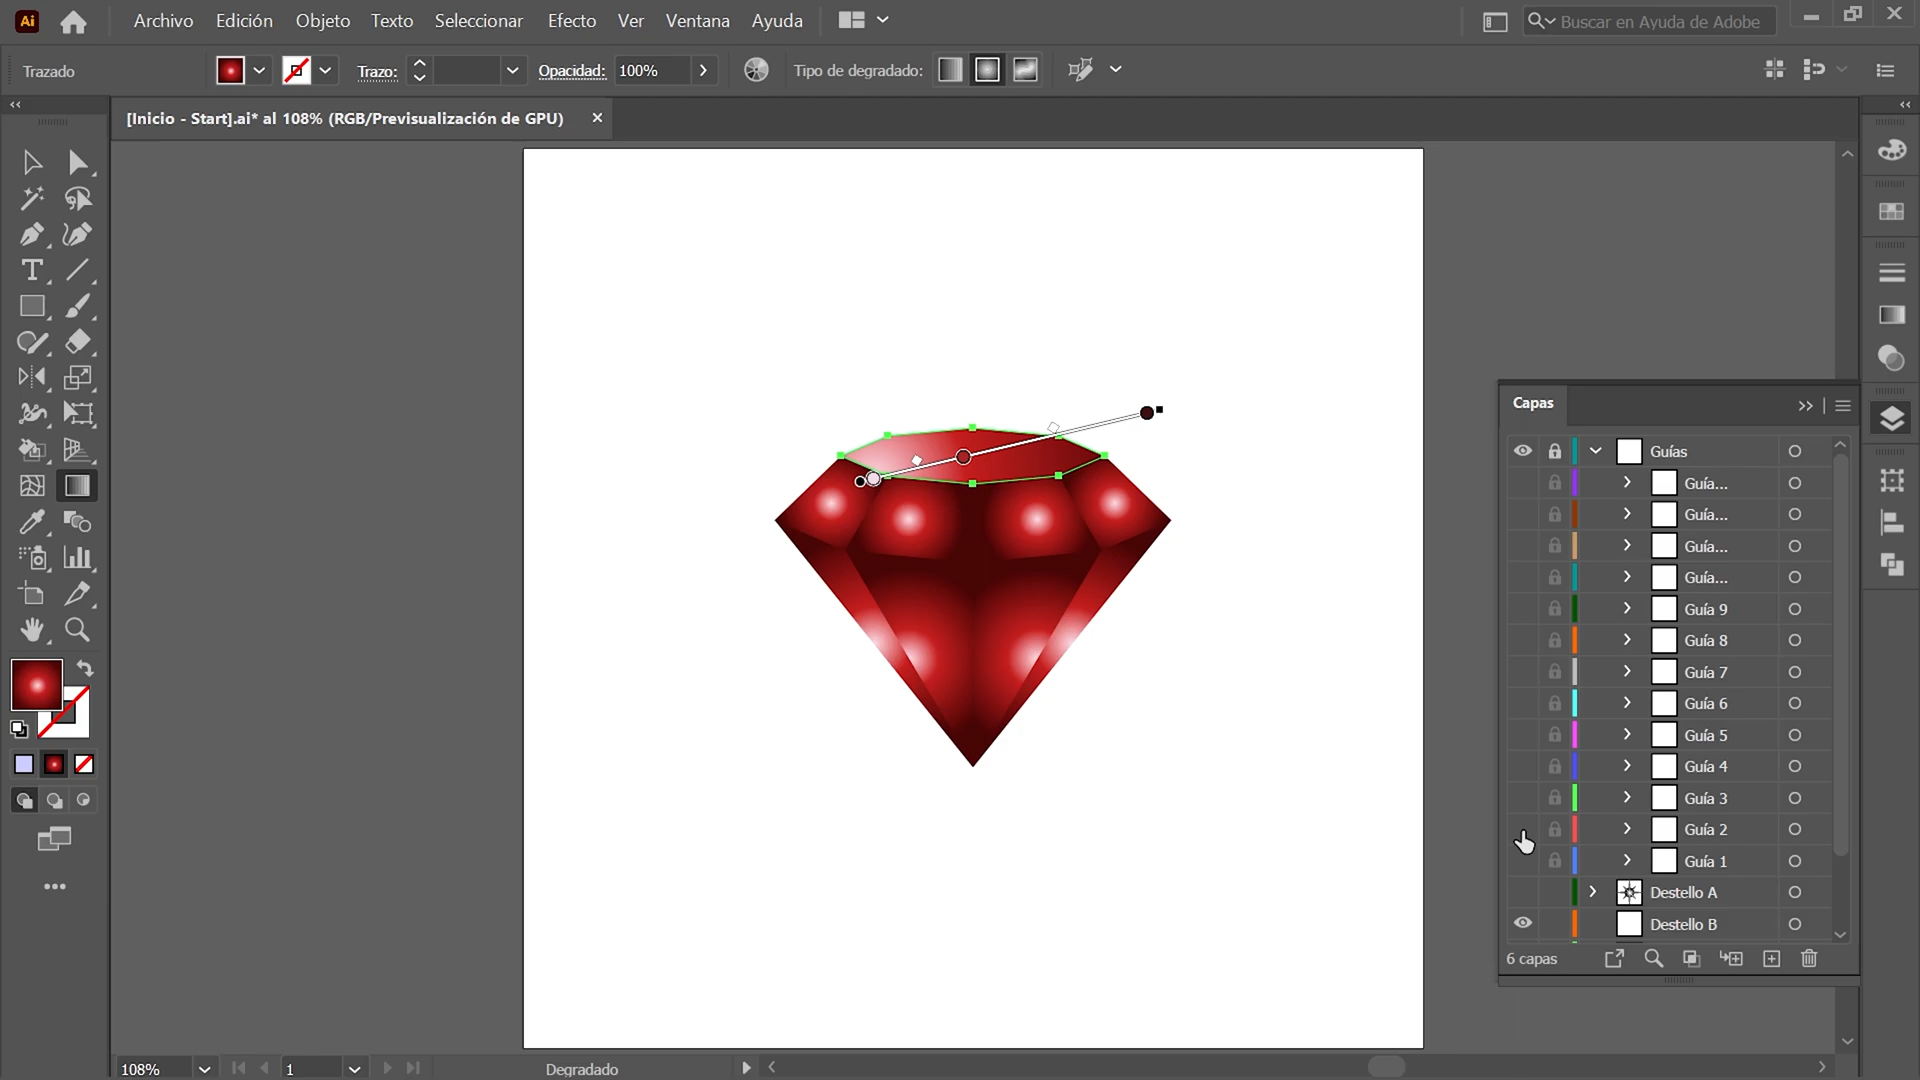 Ai
Archivo Edición Objeto Texto Seleccionar Efecto Ver Ventana Ayuda
Buscar en Ayuda de Adobe
Trazado
Trazo:
Opacidad: 100%
Tipo de degradado:
[Inicio - Start].ai* al 108% (RGB/Previsualización de GPU)
Capas
Guías
Guía...
Guía...
Guía...
Guía...
Guía 9
Guía 8
Guía 7
Guía 6
Guía 5
Guía 4
Guía 3
Guía 2
Guía 1
Destello A
Destello B
6 capas
108%
1
Degradado